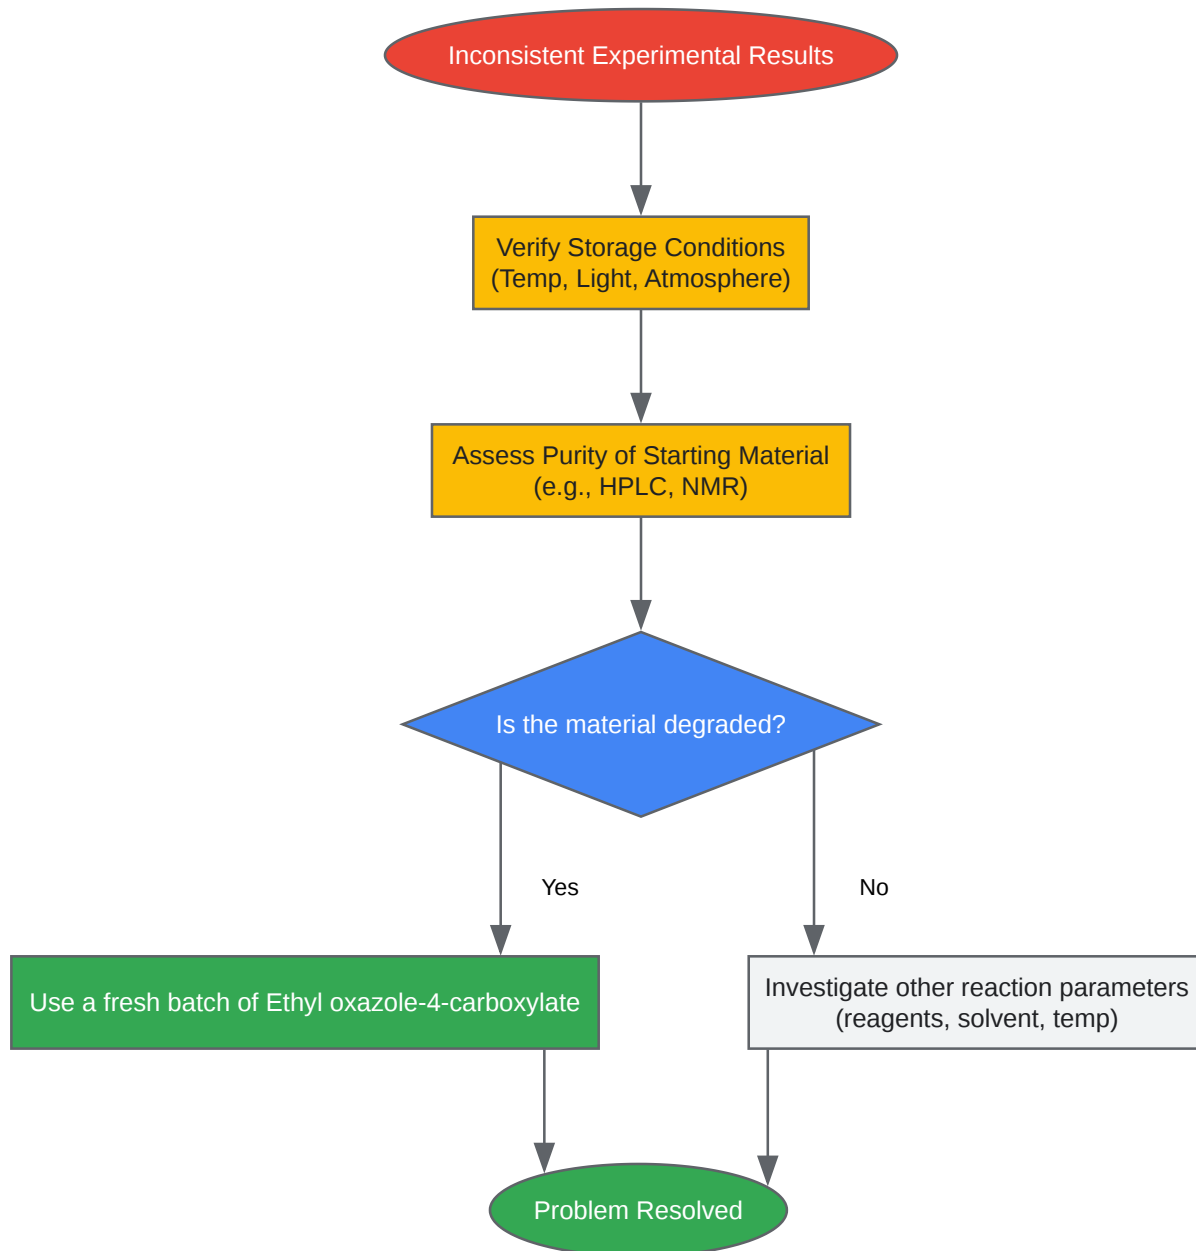 Inconsistent Experimental Results
Verify Storage Conditions
(Temp, Light, Atmosphere)
Assess Purity of Starting Material
(e.g., HPLC, NMR)
Is the material degraded?
Yes
No
Use a fresh batch of Ethyl oxazole-4-carboxylate
Investigate other reaction parameters
(reagents, solvent, temp)
Problem Resolved